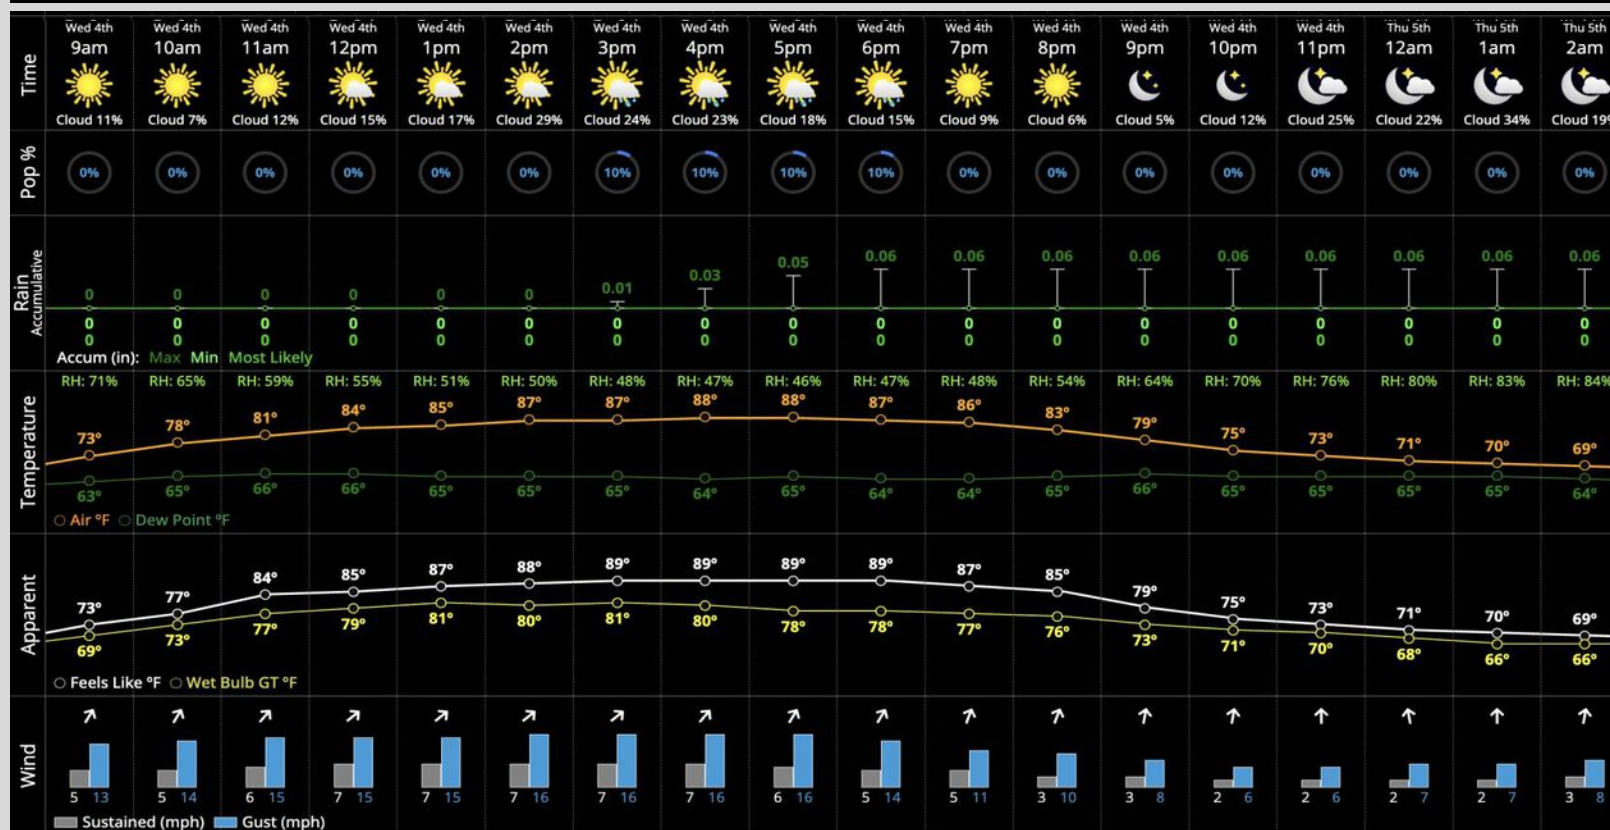 Time
Wed 4th Wed 4th Wed 4th Wed 4th Wed 4th Wed 4th Wed 4th Wed 4th Wed 4th Wed 4th Wed 4th Wed 4th Wed 4th Wed 4th Wed 4th Thu 5th Thu 5th Thu 5th
9am 10am 11am 12pm 1pm 2pm 3pm 4pm 5pm 6pm 7pm 8pm 9pm 10pm 11pm 12am 1am 2am
Cloud 11% Cloud 7% Cloud 12% Cloud 15% Cloud 17% Cloud 29% Cloud 24% Cloud 23% Cloud 18% Cloud 15% Cloud 9% Cloud 6% Cloud 5% Cloud 12% Cloud 25% Cloud 22% Cloud 34% Cloud 19%
Pop %
0% 0% 0% 0% 0% 0% 10% 10% 10% 10% 0% 0% 0% 0% 0% 0% 0% 0%
Rain
Accumulative
0 0 0 0 0 0 0.01 0.03 0.05 0.06 0.06 0.06 0.06 0.06 0.06 0.06 0.06 0.06
0 0 0 0 0 0 0 0 0 0 0 0 0 0 0 0 0 0
0 0 0 0 0 0 0 0 0 0 0 0 0 0 0 0 0 0
Accum (in): Max Min Most Likely
Temperature
RH: 71% RH: 65% RH: 59% RH: 55% RH: 51% RH: 50% RH: 48% RH: 47% RH: 46% RH: 47% RH: 48% RH: 54% RH: 64% RH: 70% RH: 76% RH: 80% RH: 83% RH: 84%
73° 78° 81° 84° 85° 87° 87° 88° 88° 87° 86° 83° 79° 75° 73° 71° 70° 69°
63° 65° 66° 66° 65° 65° 65° 64° 65° 64° 64° 65° 66° 65° 65° 65° 65° 64°
Air °F Dew Point °F
Apparent
73° 77° 84° 85° 87° 88° 89° 89° 89° 89° 87° 85° 79° 75° 73° 71° 70° 69°
69° 73° 77° 79° 81° 80° 81° 80° 78° 78° 77° 76° 73° 71° 70° 68° 66° 66°
Feels Like °F Wet Bulb GT °F
Wind
5 13 5 14 6 15 7 15 7 15 7 16 7 16 7 16 6 16 5 14 5 11 3 10 3 8 2 6 2 6 2 7 2 7 3 8
Sustained (mph) Gust (mph)